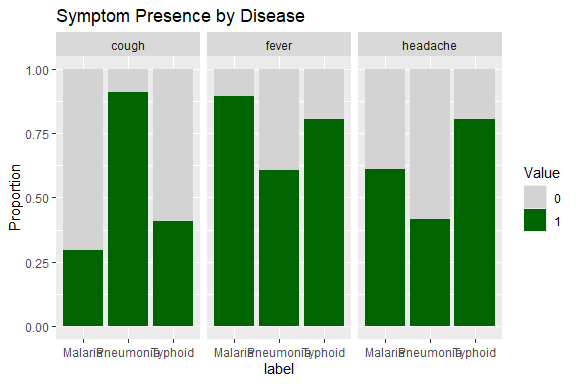 Symptom Presence by Disease
cough
fever
headache
1.00
0.75
0.50
0.25
0.00
Proportion
Malaria Pneumonia Typhoid
Malaria Pneumonia Typhoid
Malaria Pneumonia Typhoid
label
Value
0
1